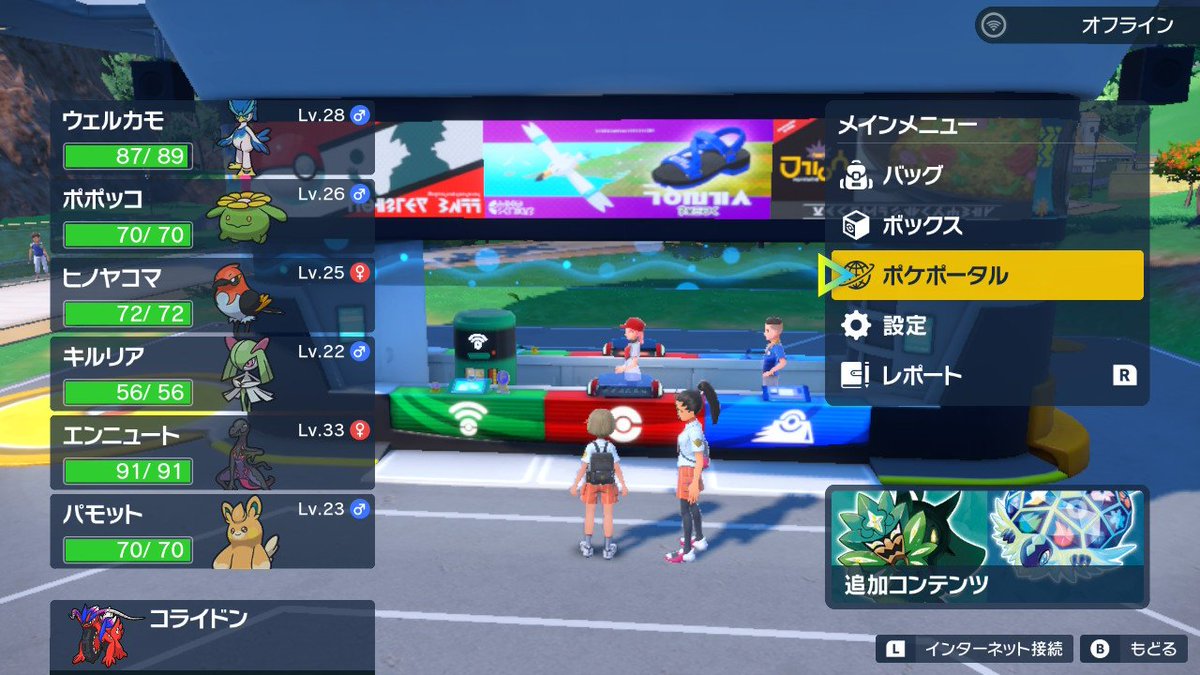 オフライン
ウェルカモ
Lv.28
87/ 89
ポポッコ
Lv.26
70/ 70
ヒノヤコマ
Lv.25
72/ 72
キルリア
Lv.22
56/ 56
エンニュート
Lv.33
91/ 91
パモット
Lv.23
70/ 70
コライドン
メインメニュー
バッグ
ボックス
ポケポータル
設定
レポート
R
追加コンテンツ
L インターネット接続
B もどる